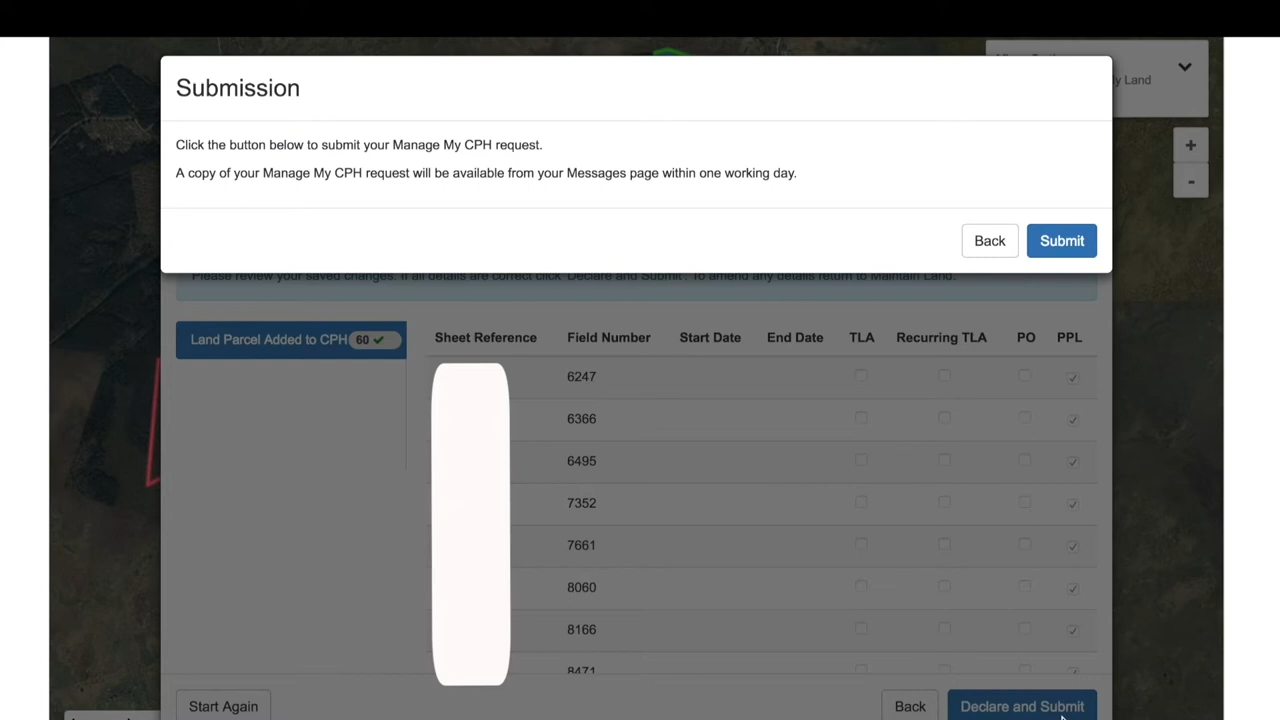 Submission
y Land
Click the button below to submit your Manage My CPH request.
A copy of your Manage My CPH request will be available from your Messages page within one working day.
+
-
Back Submit
Please review your saved changes. If all details are correct click 'Declare and Submit'. To amend any details return to Maintain Land.
Land Parcel Added to CPH 60
Sheet Reference Field Number Start Date End Date TLA Recurring TLA PO PPL
6247
6366
6495
7352
7661
8060
8166
8471
Start Again Back Declare and Submit